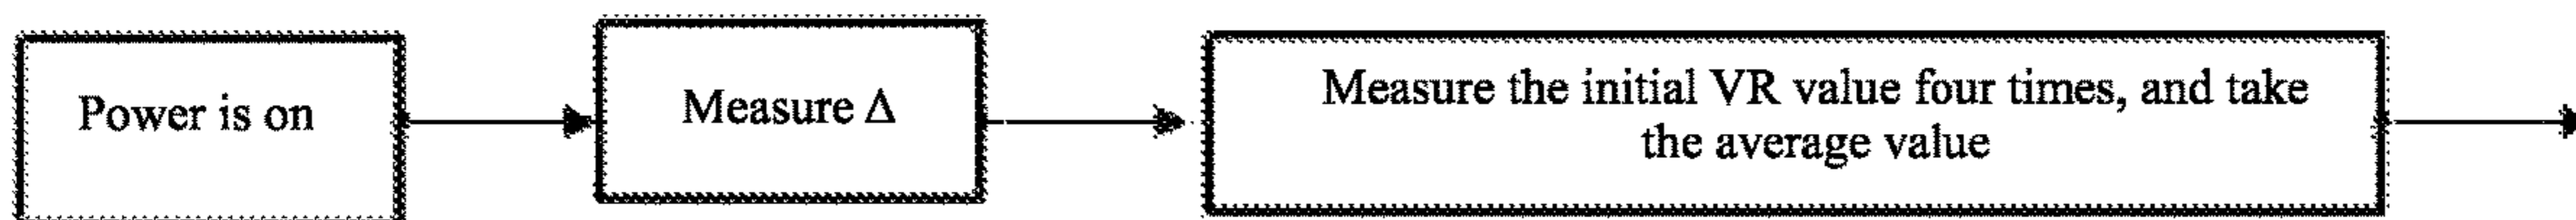 Power is on
Measure Δ
Measure the initial VR value four times, and take
the average value